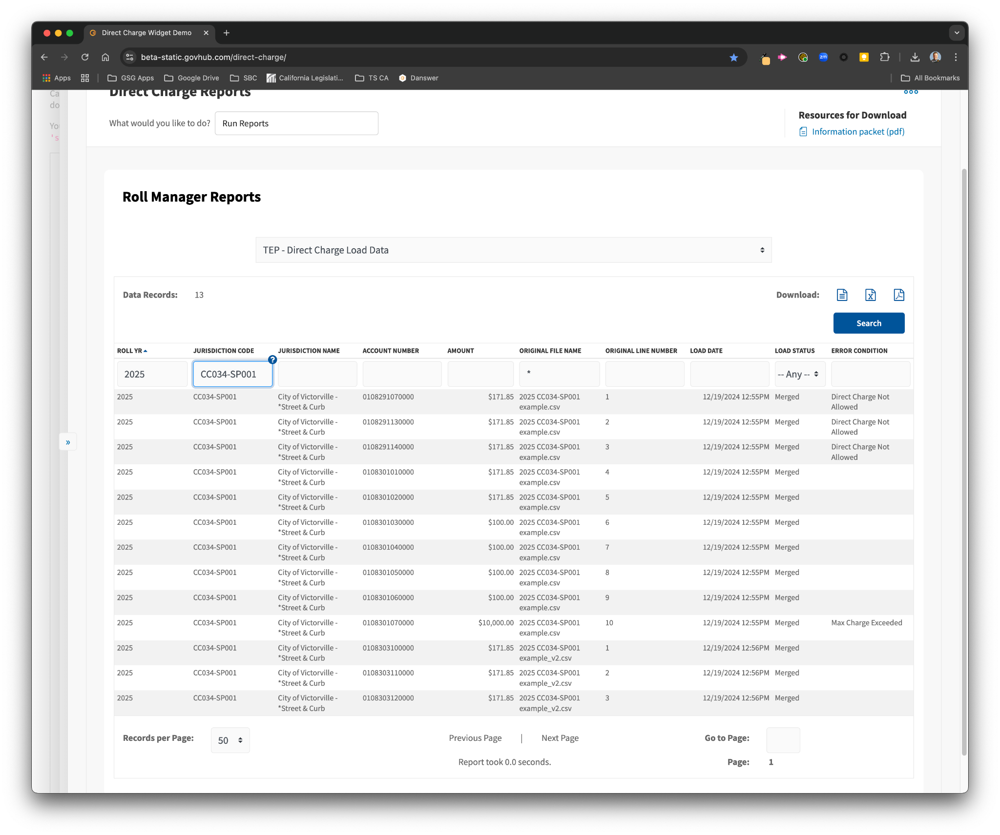 Direct Charge Widget Demo
beta-static.govhub.com/direct-charge/
zm
Apps
GSG Apps
Google Drive
SBC
California Legislati...
TS CA
Danswer
All Bookmarks
Ca
do
You
's
Direct Charge Reports
What would you like to do?
Run Reports
Resources for Download
Information packet (pdf)
Roll Manager Reports
TEP - Direct Charge Load Data
Data Records: 13
Download:
Search
ROLL YR JURISDICTION CODE JURISDICTION NAME ACCOUNT NUMBER AMOUNT ORIGINAL FILE NAME ORIGINAL LINE NUMBER LOAD DATE LOAD STATUS ERROR CONDITION
2025 CC034-SP001 ? * -- Any --
2025 CC034-SP001 City of Victorville - 0108291070000 $171.85 2025 CC034-SP001 1 12/19/2024 12:55PM Merged Direct Charge Not
*Street & Curb example.csv Allowed
2025 CC034-SP001 City of Victorville - 0108291130000 $171.85 2025 CC034-SP001 2 12/19/2024 12:55PM Merged Direct Charge Not
*Street & Curb example.csv Allowed
2025 CC034-SP001 City of Victorville - 0108291140000 $171.85 2025 CC034-SP001 3 12/19/2024 12:55PM Merged Direct Charge Not
*Street & Curb example.csv Allowed
2025 CC034-SP001 City of Victorville - 0108301010000 $171.85 2025 CC034-SP001 4 12/19/2024 12:55PM Merged
*Street & Curb example.csv
2025 CC034-SP001 City of Victorville - 0108301020000 $171.85 2025 CC034-SP001 5 12/19/2024 12:55PM Merged
*Street & Curb example.csv
2025 CC034-SP001 City of Victorville - 0108301030000 $100.00 2025 CC034-SP001 6 12/19/2024 12:55PM Merged
*Street & Curb example.csv
2025 CC034-SP001 City of Victorville - 0108301040000 $100.00 2025 CC034-SP001 7 12/19/2024 12:55PM Merged
*Street & Curb example.csv
2025 CC034-SP001 City of Victorville - 0108301050000 $100.00 2025 CC034-SP001 8 12/19/2024 12:55PM Merged
*Street & Curb example.csv
2025 CC034-SP001 City of Victorville - 0108301060000 $100.00 2025 CC034-SP001 9 12/19/2024 12:55PM Merged
*Street & Curb example.csv
2025 CC034-SP001 City of Victorville - 0108301070000 $10,000.00 2025 CC034-SP001 10 12/19/2024 12:55PM Merged Max Charge Exceeded
*Street & Curb example.csv
2025 CC034-SP001 City of Victorville - 0108303100000 $171.85 2025 CC034-SP001 1 12/19/2024 12:56PM Merged
*Street & Curb example_v2.csv
2025 CC034-SP001 City of Victorville - 0108303110000 $171.85 2025 CC034-SP001 2 12/19/2024 12:56PM Merged
*Street & Curb example_v2.csv
2025 CC034-SP001 City of Victorville - 0108303120000 $171.85 2025 CC034-SP001 3 12/19/2024 12:56PM Merged
*Street & Curb example_v2.csv
»
Records per Page: 50 Previous Page | Next Page Go to Page:
Report took 0.0 seconds. Page: 1